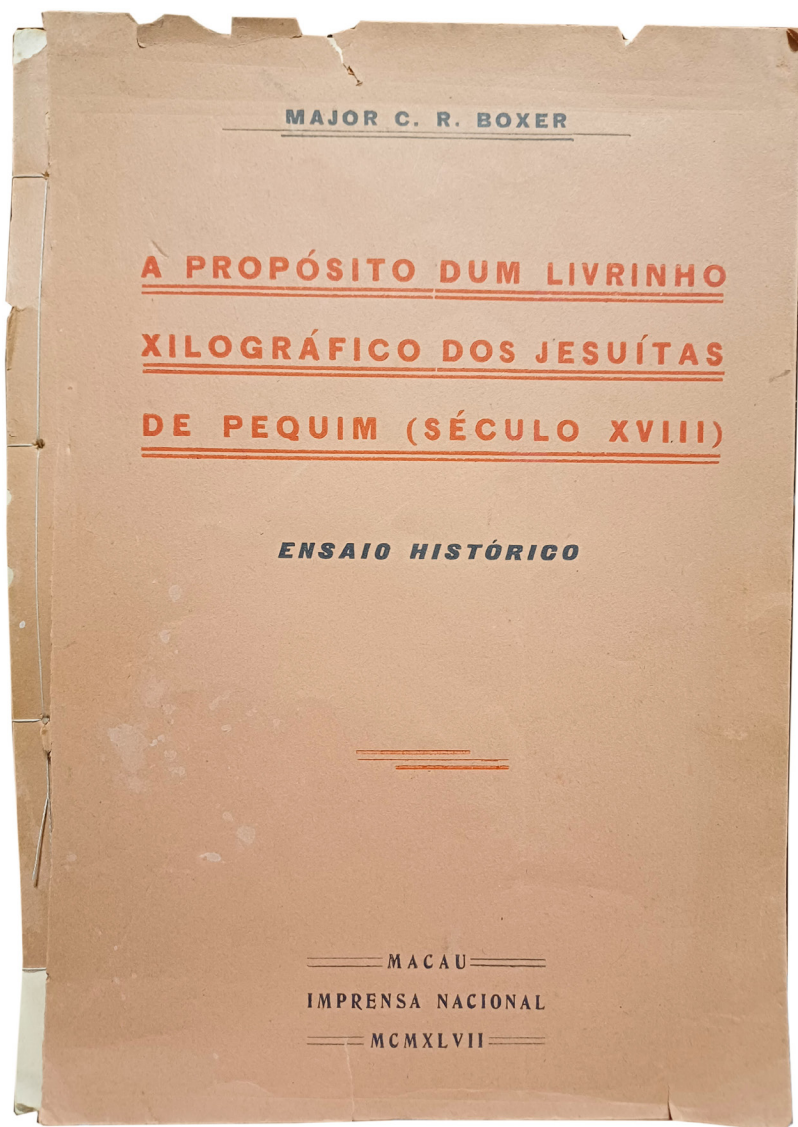 MAJOR C. R. BOXER
A PROPÓSITO DUM LIVRINHO
XILOGRÁFICO DOS JESUÍTAS
DE PEQUIM (SÉCULO XVIII)
ENSAIO HISTÓRICO
MACAU
IMPRENSA NACIONAL
MCMXLVII